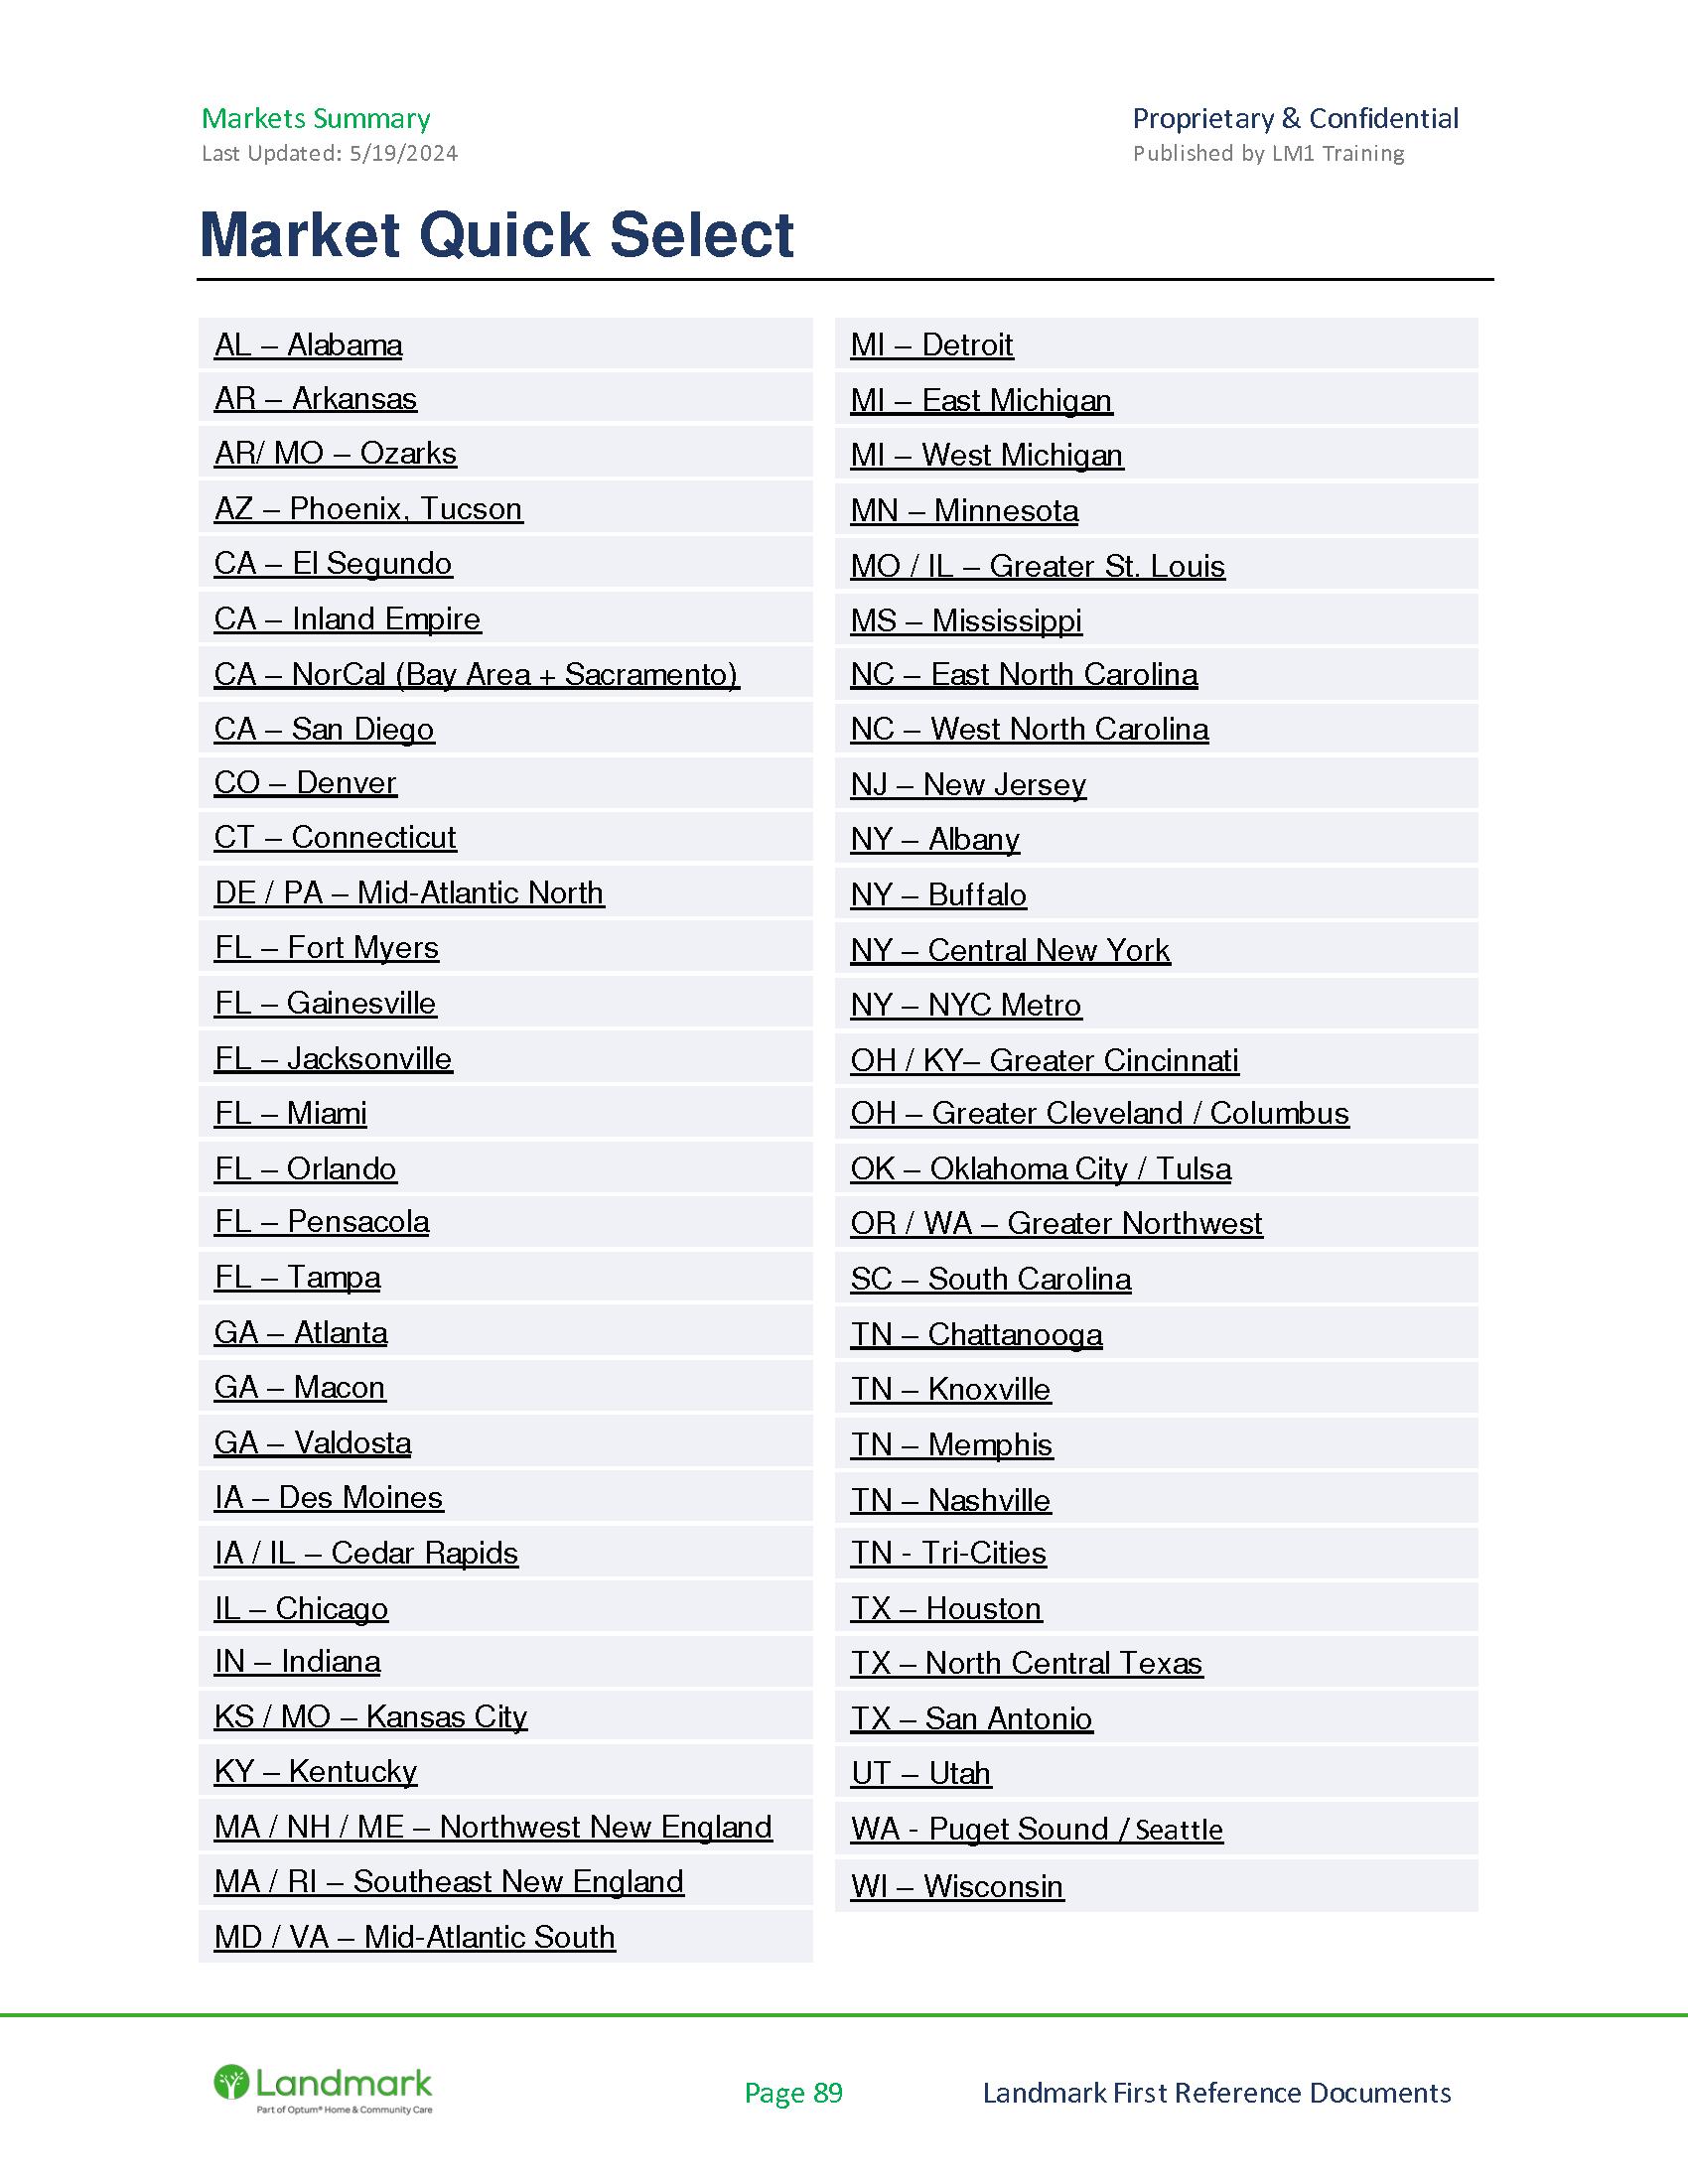 Markets Summary
Last Updated: 5/19/2024
Proprietary & Confidential
Published by LM1 Training
Market Quick Select
AL – Alabama
AR – Arkansas
AR/ MO – Ozarks
AZ – Phoenix, Tucson
CA – El Segundo
CA – Inland Empire
CA – NorCal (Bay Area + Sacramento)
CA – San Diego
CO – Denver
CT – Connecticut
DE / PA – Mid-Atlantic North
FL – Fort Myers
FL – Gainesville
FL – Jacksonville
FL – Miami
FL – Orlando
FL – Pensacola
FL – Tampa
GA – Atlanta
GA – Macon
GA – Valdosta
IA – Des Moines
IA / IL – Cedar Rapids
IL – Chicago
IN – Indiana
KS / MO – Kansas City
KY – Kentucky
MA / NH / ME – Northwest New England
MA / RI – Southeast New England
MD / VA – Mid-Atlantic South
MI – Detroit
MI – East Michigan
MI – West Michigan
MN – Minnesota
MO / IL – Greater St. Louis
MS – Mississippi
NC – East North Carolina
NC – West North Carolina
NJ – New Jersey
NY – Albany
NY – Buffalo
NY – Central New York
NY – NYC Metro
OH / KY– Greater Cincinnati
OH – Greater Cleveland / Columbus
OK – Oklahoma City / Tulsa
OR / WA – Greater Northwest
SC – South Carolina
TN – Chattanooga
TN – Knoxville
TN – Memphis
TN – Nashville
TN - Tri-Cities
TX – Houston
TX – North Central Texas
TX – San Antonio
UT – Utah
WA - Puget Sound / Seattle
WI – Wisconsin
Landmark
Part of Optum® Home & Community Care
Page 89
Landmark First Reference Documents